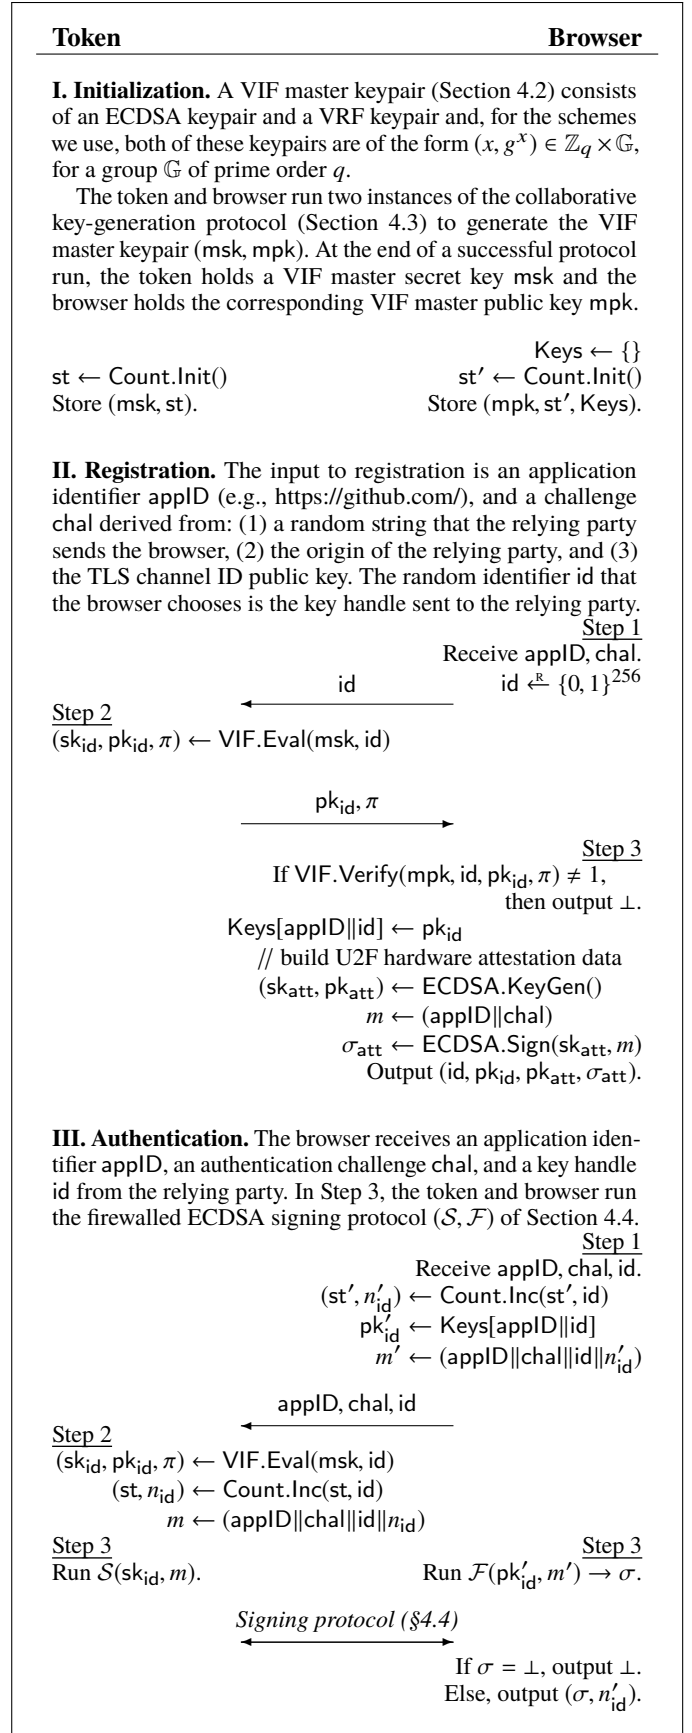 Token Browser
I. Initialization. A VIF master keypair (Section 4.2) consists
of an ECDSA keypair and a VRF keypair and, for the schemes
we use, both of these keypairs are of the form (x, g^x) ∈ ℤ_q × 𝔾,
for a group 𝔾 of prime order q.
The token and browser run two instances of the collaborative
key-generation protocol (Section 4.3) to generate the VIF
master keypair (msk, mpk). At the end of a successful protocol
run, the token holds a VIF master secret key msk and the
browser holds the corresponding VIF master public key mpk.
Keys ← {}
st ← Count.Init() st′ ← Count.Init()
Store (msk, st). Store (mpk, st′, Keys).
II. Registration. The input to registration is an application
identifier appID (e.g., https://github.com/), and a challenge
chal derived from: (1) a random string that the relying party
sends the browser, (2) the origin of the relying party, and (3)
the TLS channel ID public key. The random identifier id that
the browser chooses is the key handle sent to the relying party.
Step 1
Receive appID, chal.
id id ←R {0, 1}^256
Step 2
(sk_id, pk_id, π) ← VIF.Eval(msk, id)
pk_id, π
Step 3
If VIF.Verify(mpk, id, pk_id, π) ≠ 1,
then output ⊥.
Keys[appID∥id] ← pk_id
// build U2F hardware attestation data
(sk_att, pk_att) ← ECDSA.KeyGen()
m ← (appID∥chal)
σ_att ← ECDSA.Sign(sk_att, m)
Output (id, pk_id, pk_att, σ_att).
III. Authentication. The browser receives an application iden-
tifier appID, an authentication challenge chal, and a key handle
id from the relying party. In Step 3, the token and browser run
the firewalled ECDSA signing protocol (𝒮, ℱ) of Section 4.4.
Step 1
Receive appID, chal, id.
(st′, n′_id) ← Count.Inc(st′, id)
pk′_id ← Keys[appID∥id]
m′ ← (appID∥chal∥id∥n′_id)
appID, chal, id
Step 2
(sk_id, pk_id, π) ← VIF.Eval(msk, id)
(st, n_id) ← Count.Inc(st, id)
m ← (appID∥chal∥id∥n_id)
Step 3 Step 3
Run 𝒮(sk_id, m). Run ℱ(pk′_id, m′) → σ.
Signing protocol (§4.4)
If σ = ⊥, output ⊥.
Else, output (σ, n′_id).